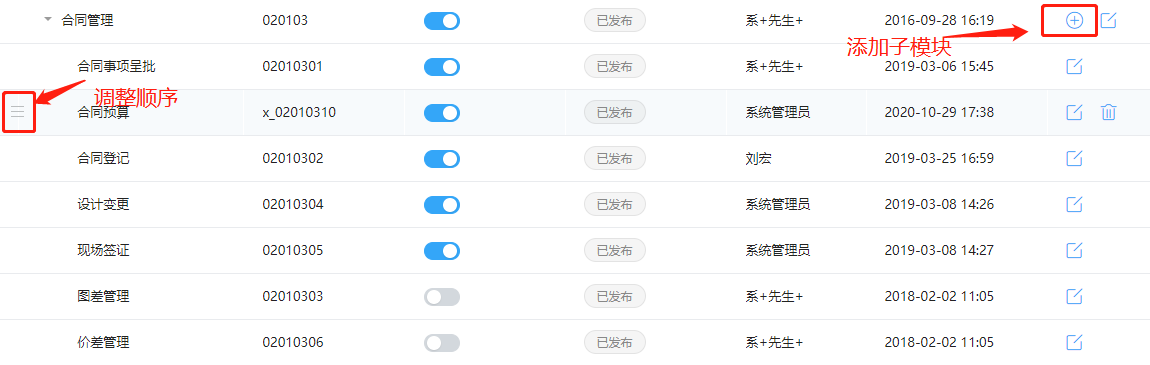 合同管理 020103 已发布 系+先生+ 2016-09-28 16:19
添加子模块
合同事项呈批 02010301 已发布 系+先生+ 2019-03-06 15:45
调整顺序
合同预算 x_02010310 已发布 系统管理员 2020-10-29 17:38
合同登记 02010302 已发布 刘宏 2019-03-25 16:59
设计变更 02010304 已发布 系统管理员 2019-03-08 14:26
现场签证 02010305 已发布 系统管理员 2019-03-08 14:27
图差管理 02010303 已发布 系+先生+ 2018-02-02 11:05
价差管理 02010306 已发布 系+先生+ 2018-02-02 11:05